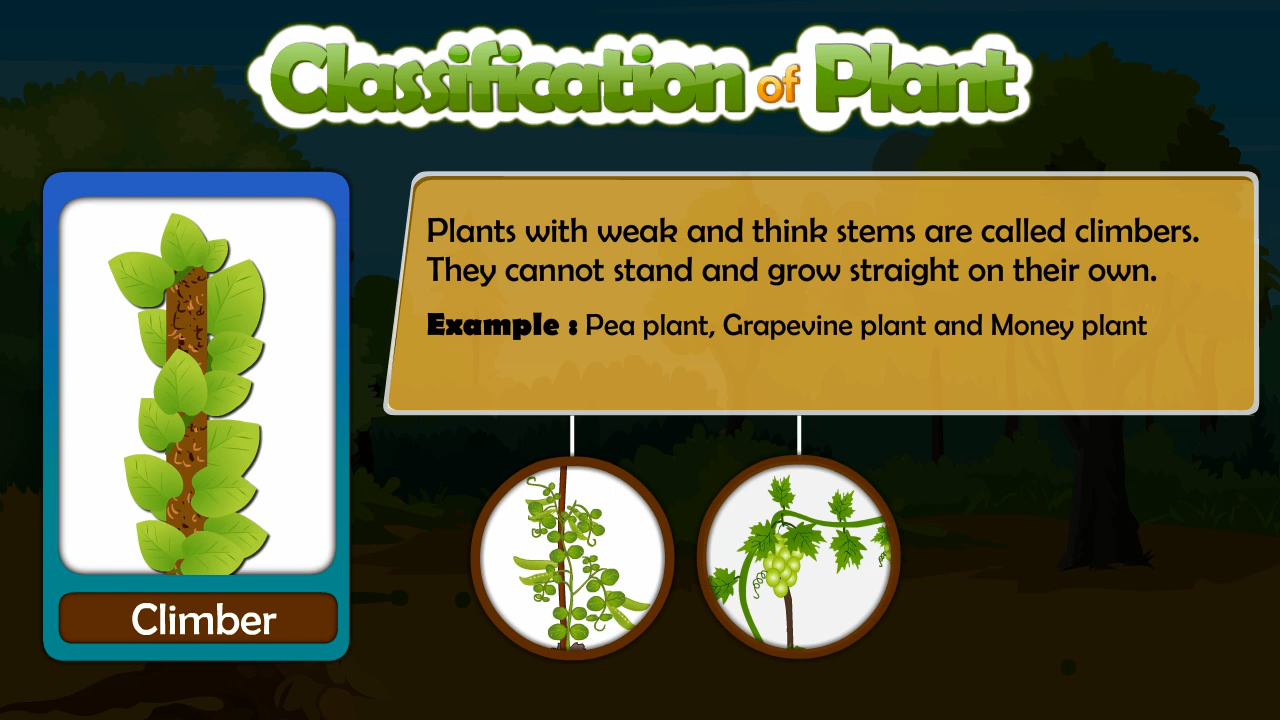 Classification of Plant
Plants with weak and think stems are called climbers.
They cannot stand and grow straight on their own.
Example : Pea plant, Grapevine plant and Money plant
Climber